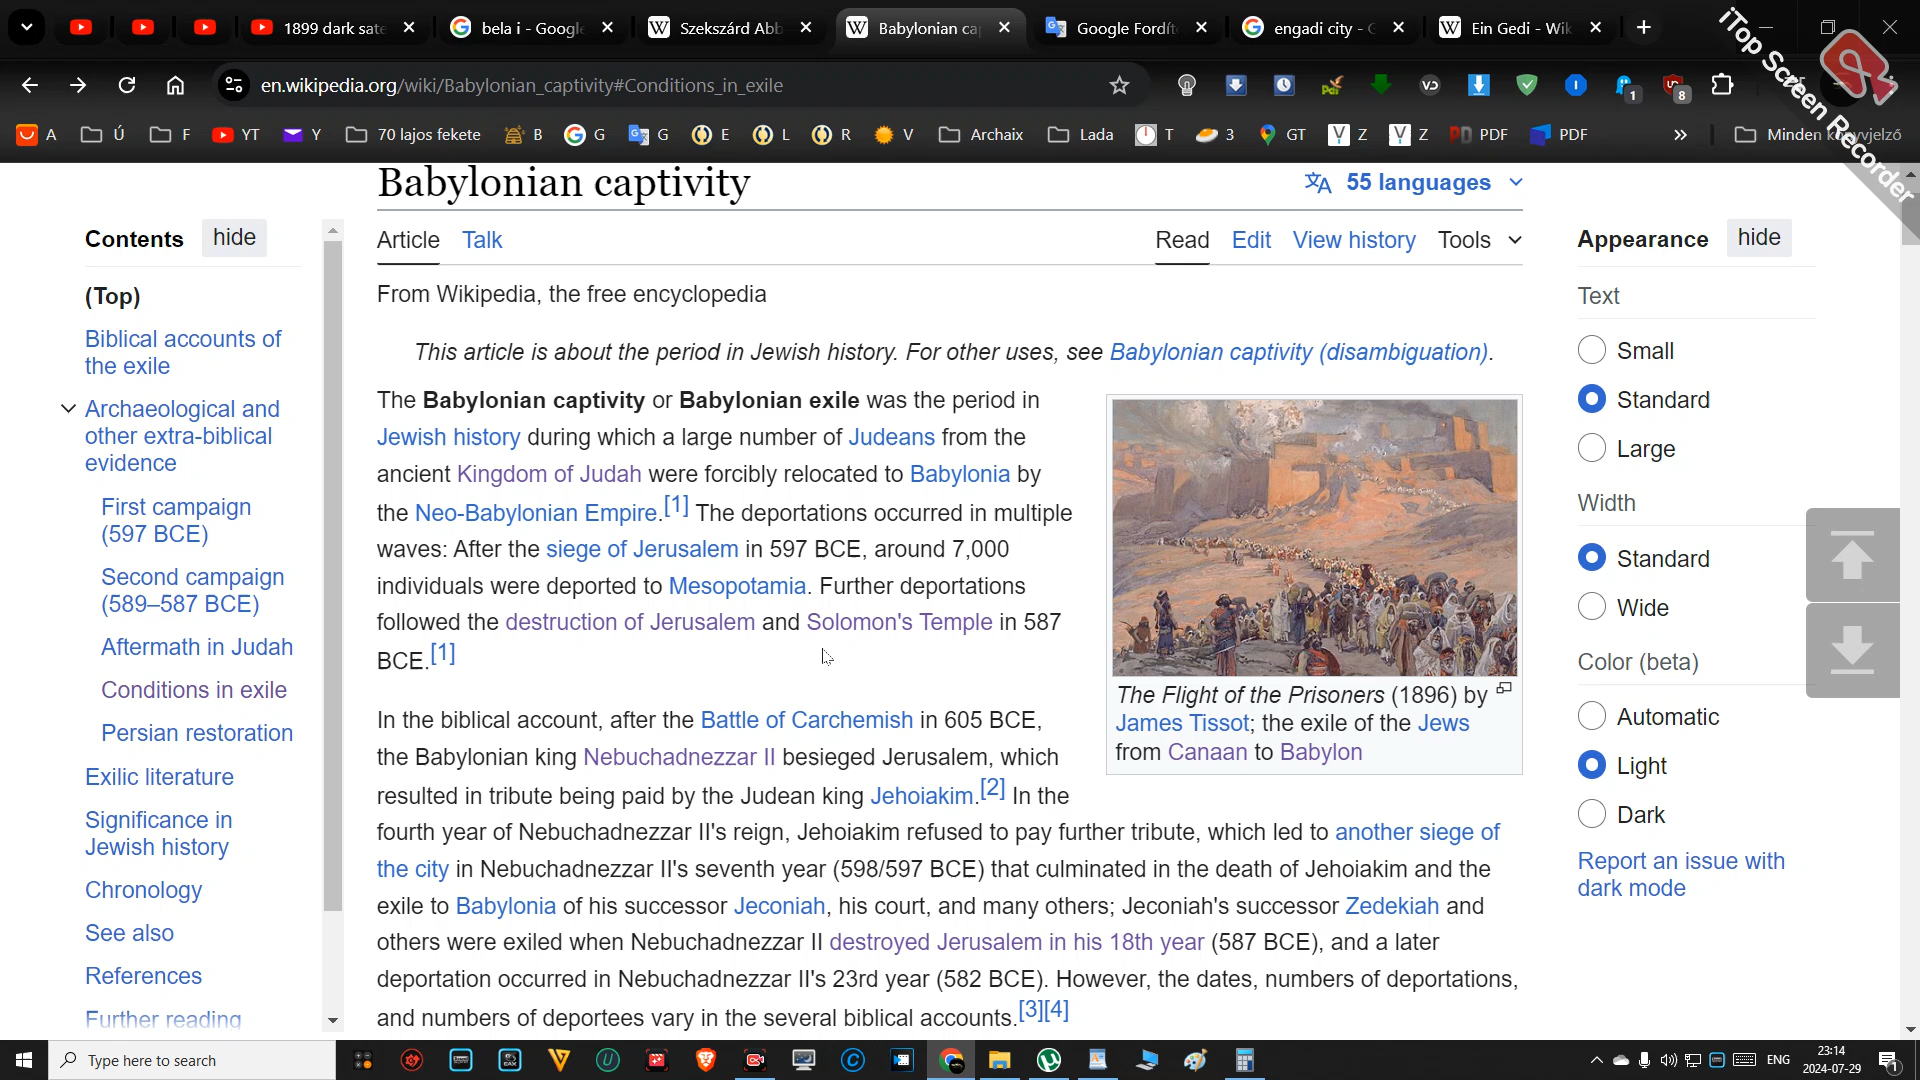 1899 dark sate
bela i - Google
Szekszárd Abb
Babylonian ca
Google Fordít
engadi city - G
Ein Gedi - Wik
iTop Screen Recorder
en.wikipedia.org/wiki/Babylonian_captivity#Conditions_in_exile
1
8
A
Ú
F
YT
Y
70 lajos fekete
B
G
G
E
L
R
V
Archaix
Lada
T
3
GT
Z
Z
PDF
PDF
»
Minden könyvjelző
Babylonian captivity
55 languages
Contents hide
Article Talk
Read Edit View history Tools
Appearance hide
(Top)
Biblical accounts of
the exile
Archaeological and
other extra-biblical
evidence
First campaign
(597 BCE)
Second campaign
(589–587 BCE)
Aftermath in Judah
Conditions in exile
Persian restoration
Exilic literature
Significance in
Jewish history
Chronology
See also
References
Further reading
From Wikipedia, the free encyclopedia
This article is about the period in Jewish history. For other uses, see Babylonian captivity (disambiguation).
The Babylonian captivity or Babylonian exile was the period in
Jewish history during which a large number of Judeans from the
ancient Kingdom of Judah were forcibly relocated to Babylonia by
the Neo-Babylonian Empire.[1] The deportations occurred in multiple
waves: After the siege of Jerusalem in 597 BCE, around 7,000
individuals were deported to Mesopotamia. Further deportations
followed the destruction of Jerusalem and Solomon's Temple in 587
BCE.[1]
The Flight of the Prisoners (1896) by
James Tissot; the exile of the Jews
from Canaan to Babylon
In the biblical account, after the Battle of Carchemish in 605 BCE,
the Babylonian king Nebuchadnezzar II besieged Jerusalem, which
resulted in tribute being paid by the Judean king Jehoiakim.[2] In the
fourth year of Nebuchadnezzar II's reign, Jehoiakim refused to pay further tribute, which led to another siege of
the city in Nebuchadnezzar II's seventh year (598/597 BCE) that culminated in the death of Jehoiakim and the
exile to Babylonia of his successor Jeconiah, his court, and many others; Jeconiah's successor Zedekiah and
others were exiled when Nebuchadnezzar II destroyed Jerusalem in his 18th year (587 BCE), and a later
deportation occurred in Nebuchadnezzar II's 23rd year (582 BCE). However, the dates, numbers of deportations,
and numbers of deportees vary in the several biblical accounts.[3][4]
Text
Small
Standard
Large
Width
Standard
Wide
Color (beta)
Automatic
Light
Dark
Report an issue with
dark mode
Type here to search
ENG
23:14
2024-07-29
1